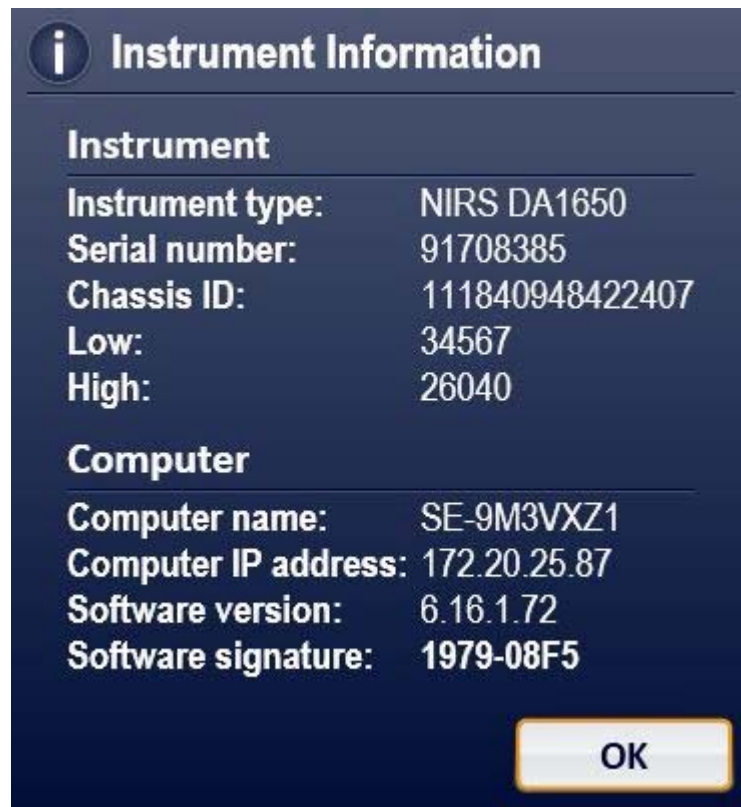 i Instrument Information
Instrument
Instrument type: NIRS DA1650
Serial number: 91708385
Chassis ID: 111840948422407
Low: 34567
High: 26040
Computer
Computer name: SE-9M3VXZ1
Computer IP address: 172.20.25.87
Software version: 6.16.1.72
Software signature: 1979-08F5
OK